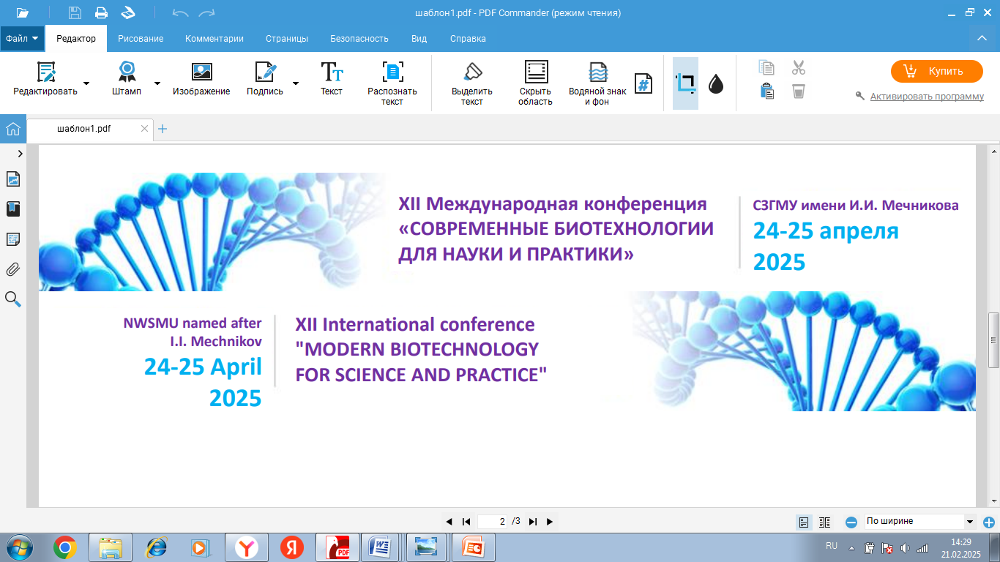 шаблон1.pdf - PDF Commander (режим чтения)
Файл Редактор Рисование Комментарии Страницы Безопасность Вид Справка
Редактировать Штамп Изображение Подпись Текст Распознать текст Выделить текст Скрыть область Водяной знак и фон
Купить
Активировать программу
шаблон1.pdf
XII Международная конференция
«СОВРЕМЕННЫЕ БИОТЕХНОЛОГИИ
ДЛЯ НАУКИ И ПРАКТИКИ»
СЗГМУ имени И.И. Мечникова
24-25 апреля
2025
NWSMU named after
I.I. Mechnikov
24-25 April
2025
XII International conference
"MODERN BIOTECHNOLOGY
FOR SCIENCE AND PRACTICE"
2 /3
По ширине
RU
14:29
21.02.2025